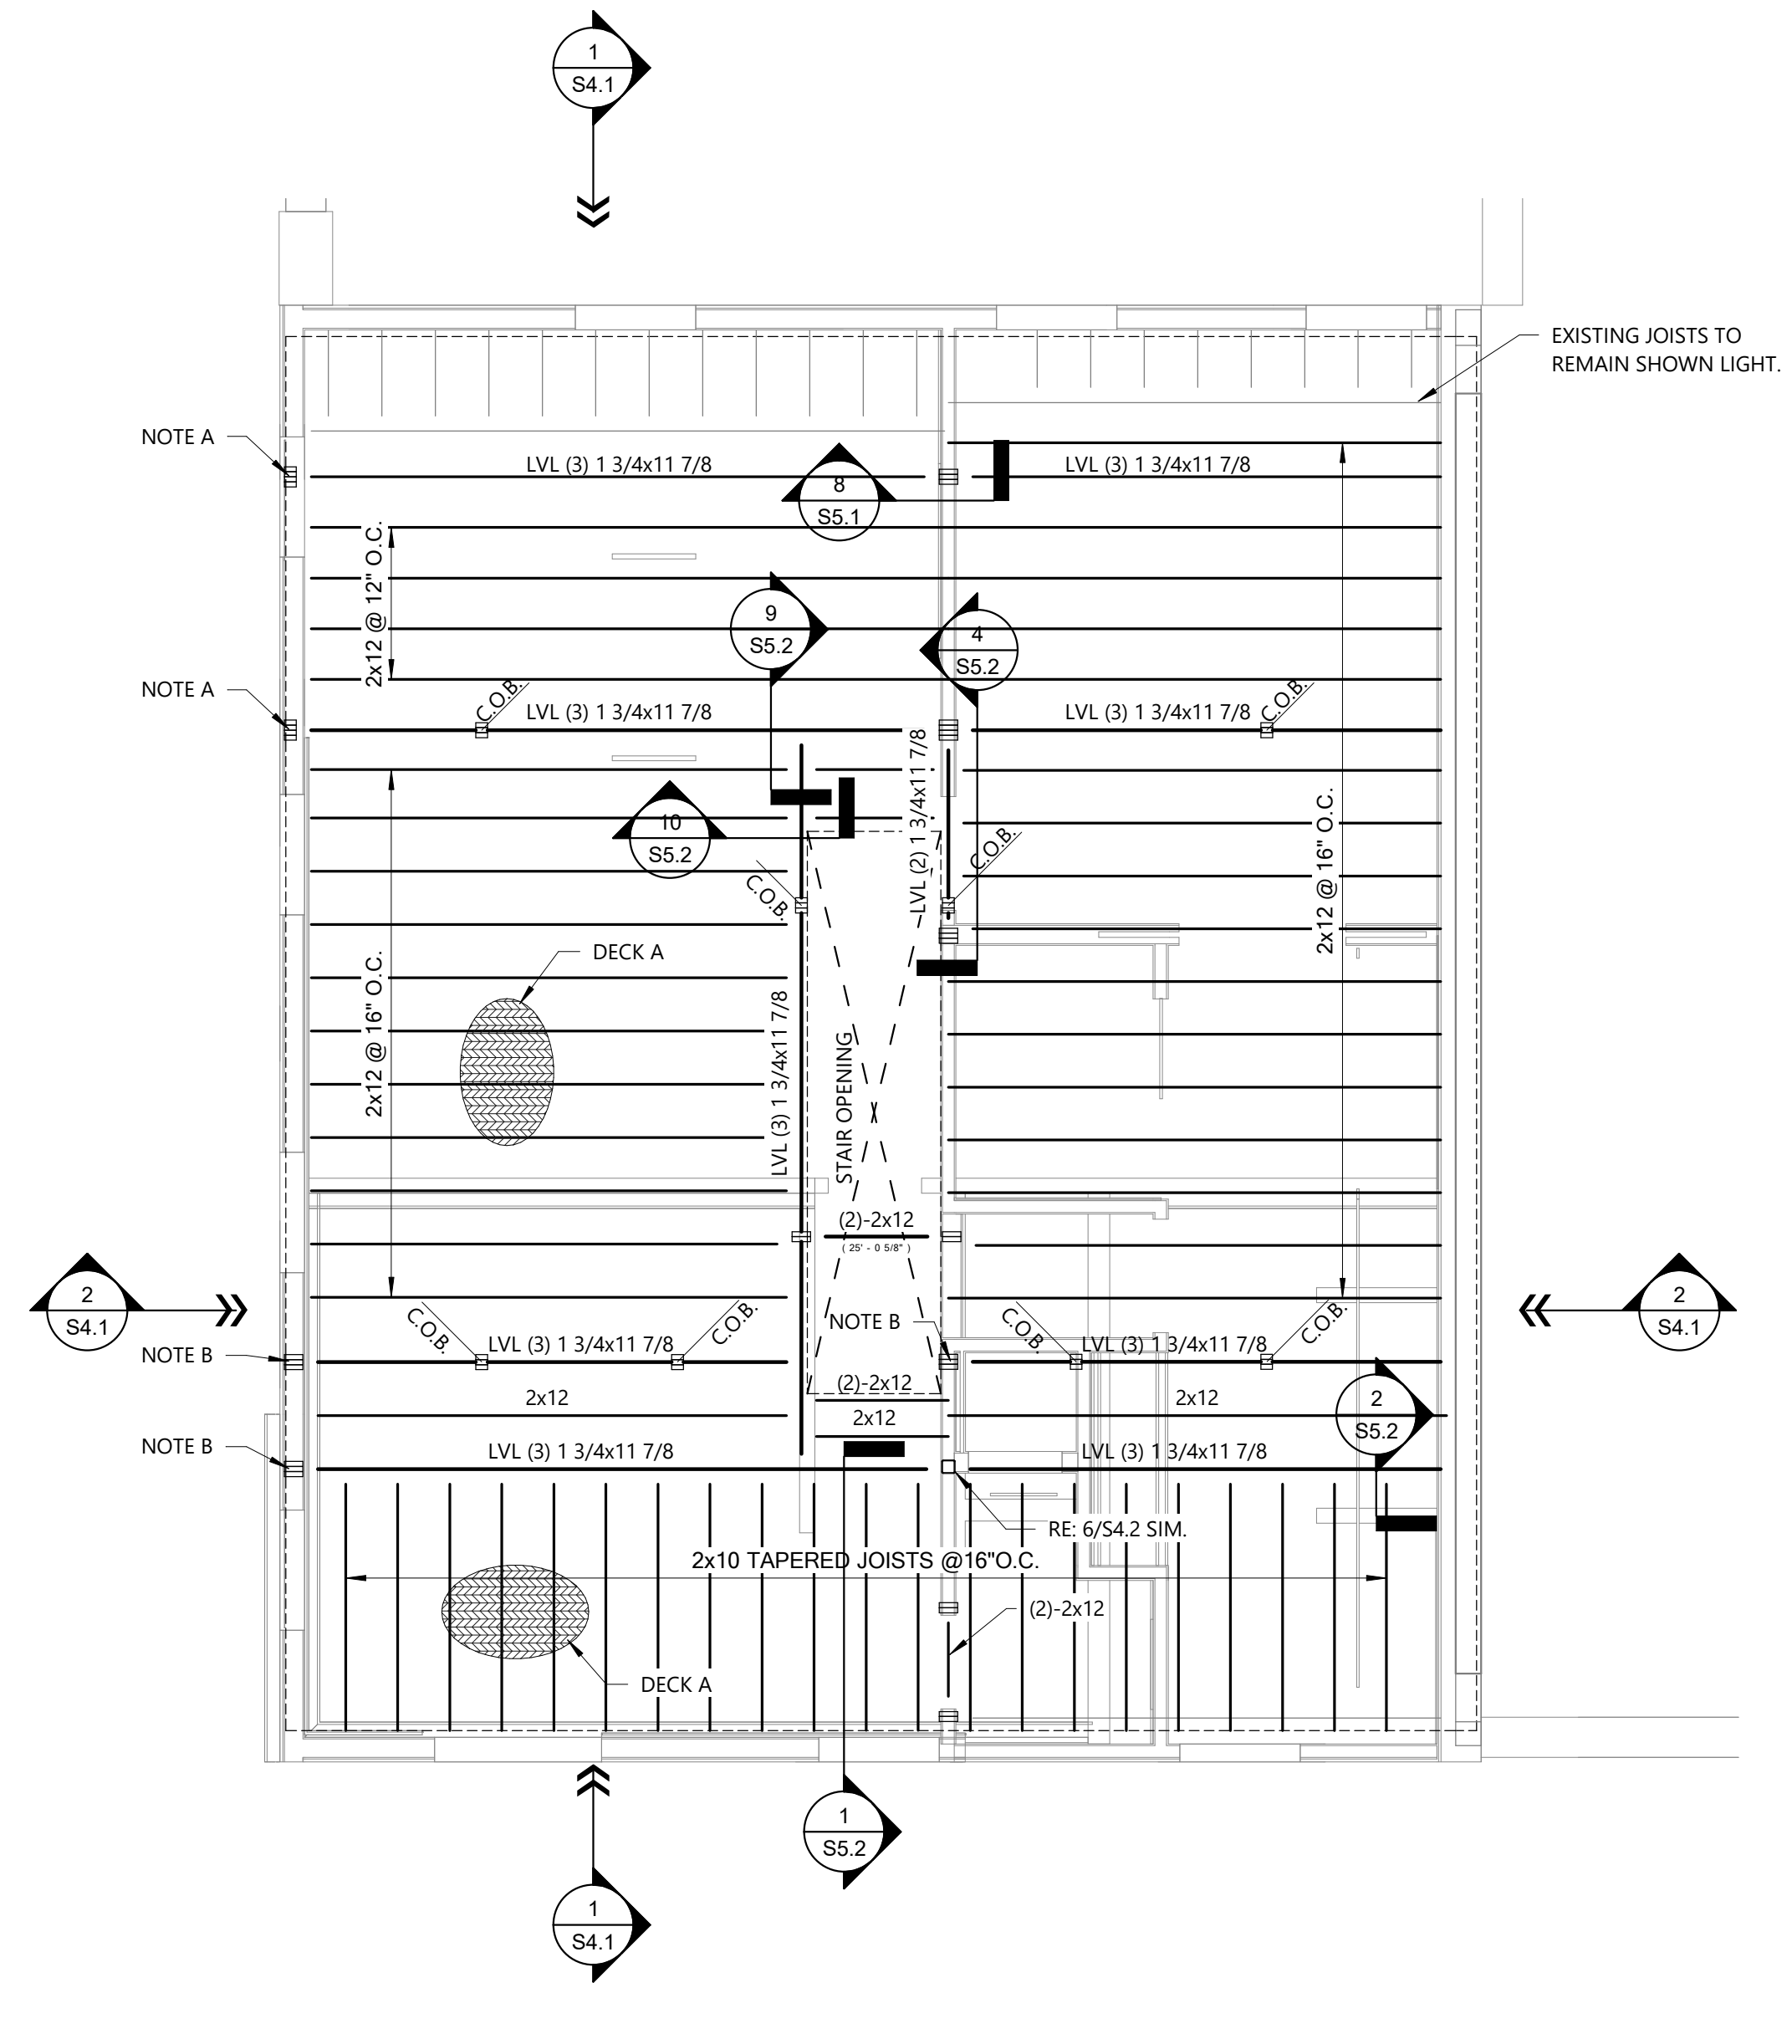 1
S4.1
EXISTING JOISTS TO
REMAIN SHOWN LIGHT.
NOTE A
LVL (3) 1 3/4x11 7/8
LVL (3) 1 3/4x11 7/8
8
S5.1
2x12 @ 12" O.C.
9
S5.2
4
S5.2
NOTE A
C.O.B.
LVL (3) 1 3/4x11 7/8
LVL (3) 1 3/4x11 7/8
C.O.B.
LVL (2) 1 3/4x11 7/8
10
S5.2
C.O.B.
C.O.B.
2x12 @ 16" O.C.
DECK A
2x12 @ 16" O.C.
LVL (3) 1 3/4x11 7/8
STAIR OPENING
(2)-2x12
( 25' - 0 5/8" )
2
S4.1
2
S4.1
NOTE B
C.O.B.
C.O.B.
C.O.B.
C.O.B.
NOTE B
LVL (3) 1 3/4x11 7/8
LVL (3) 1 3/4x11 7/8
(2)-2x12
2x12
2x12
2x12
2
S5.2
NOTE B
LVL (3) 1 3/4x11 7/8
LVL (3) 1 3/4x11 7/8
RE: 6/S4.2 SIM.
2x10 TAPERED JOISTS @16"O.C.
(2)-2x12
DECK A
1
S5.2
1
S4.1